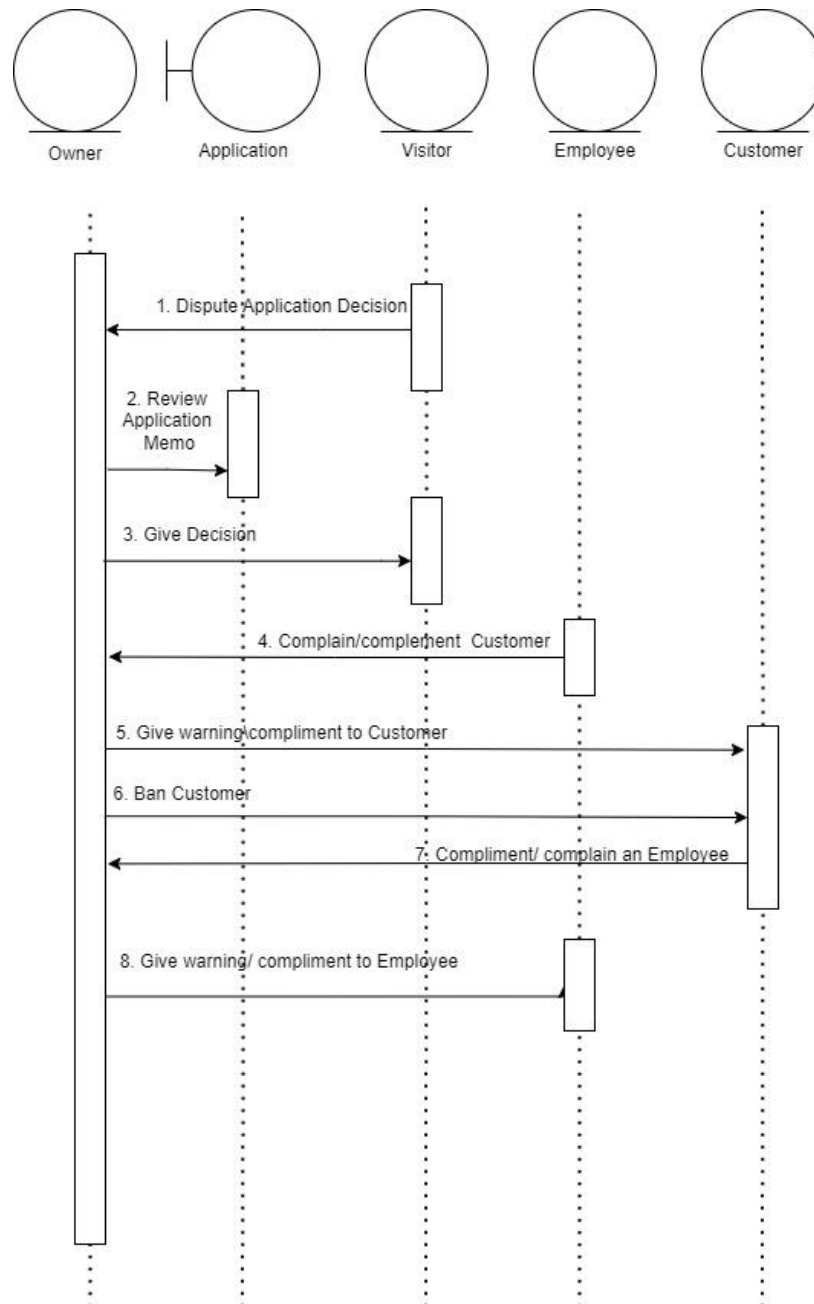 Owner
Application
Visitor
Employee
Customer
1. Dispute Application Decision
2. Review
Application
Memo
3. Give Decision
4. Complain/complement Customer
5. Give warning\compliment to Customer
6. Ban Customer
7. Compliment/ complain an Employee
8. Give warning/ compliment to Employee